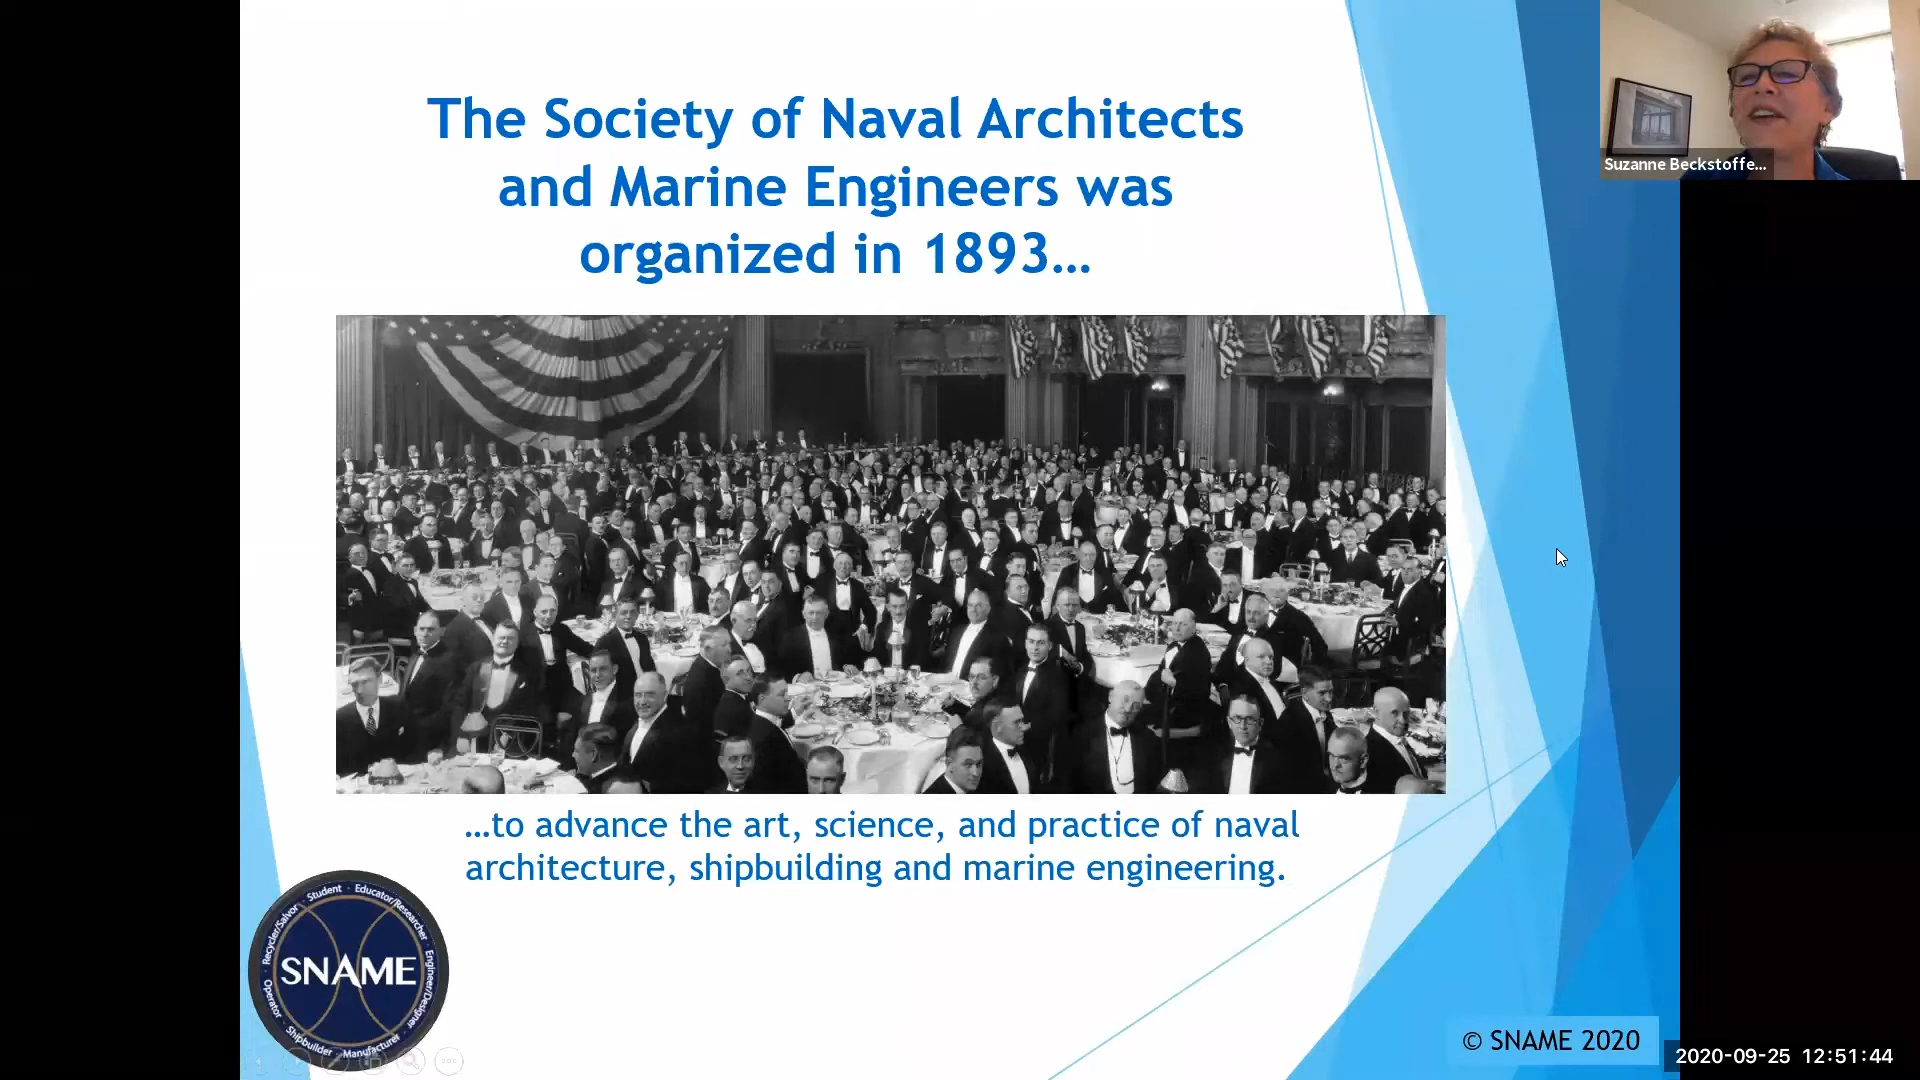 The Society of Naval Architects
and Marine Engineers was
organized in 1893...
Suzanne Beckstoffe...
...to advance the art, science, and practice of naval
architecture, shipbuilding and marine engineering.
Student · Educator/Researcher · Engineer/Designer · Manufacturer · Shipbuilder · Operator · Recycler/Salvor ·
SNAME
© SNAME 2020
2020-09-25 12:51:44